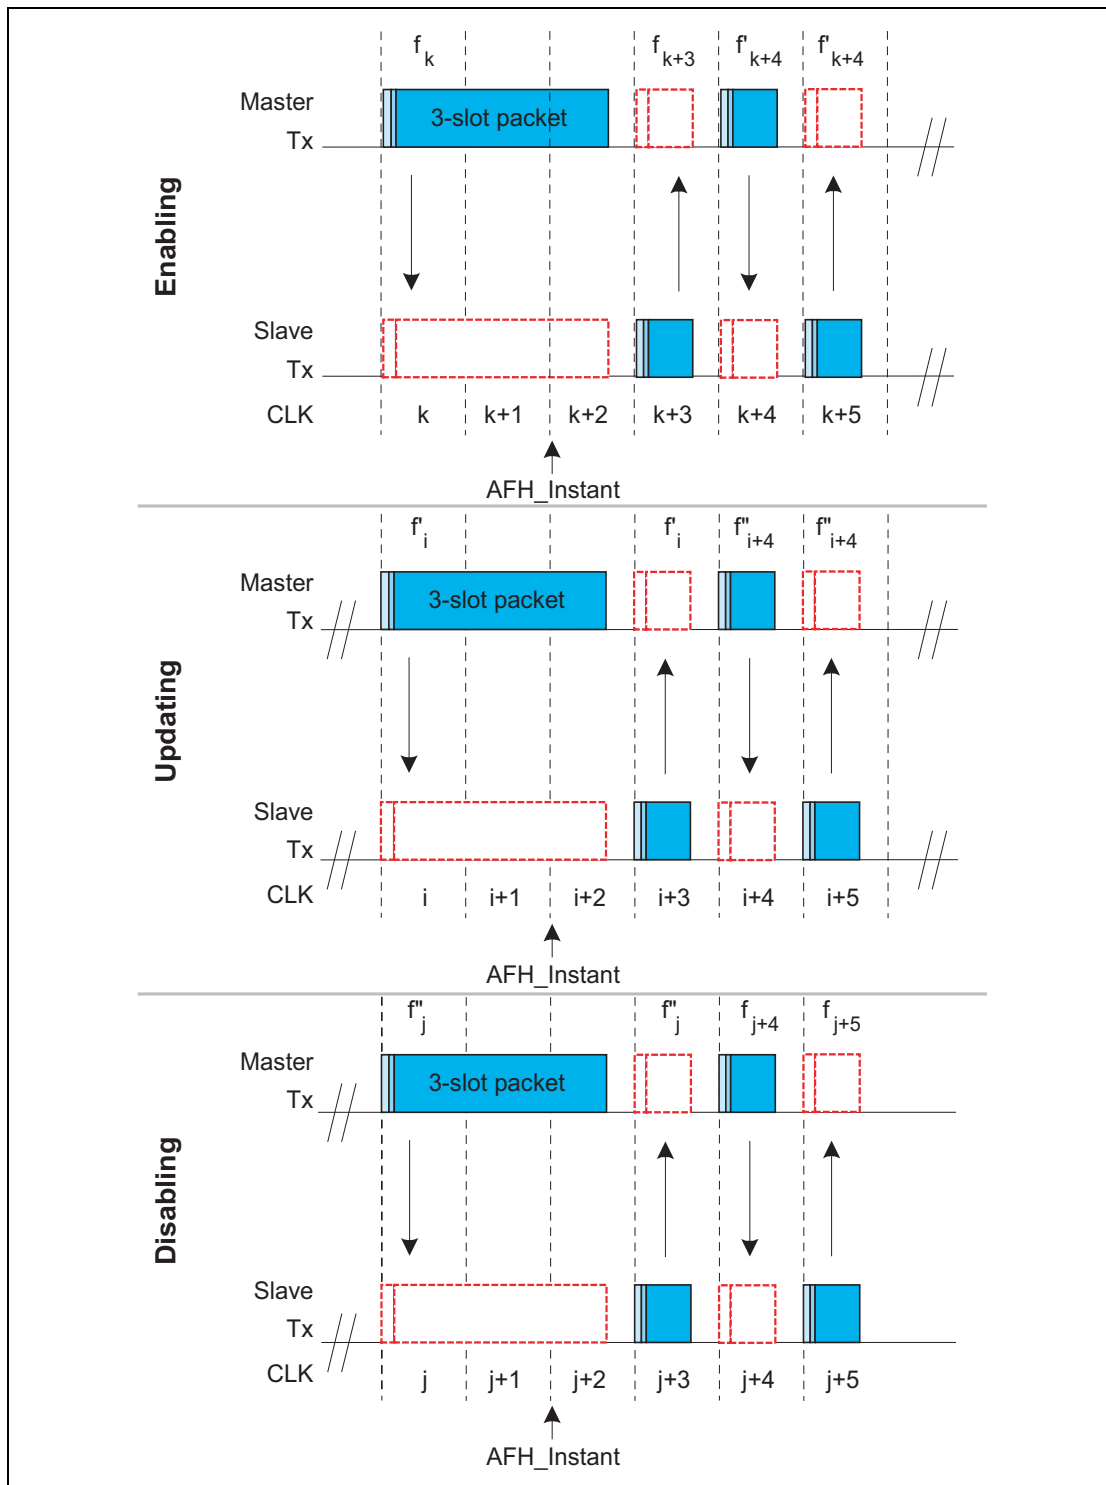 Enabling
f k f k+3 f' k+4 f' k+4
Master
Tx
3-slot packet
Slave
Tx
CLK k k+1 k+2 k+3 k+4 k+5
AFH_Instant
Updating
f' i f' i f" i+4 f" i+4
Master
Tx
3-slot packet
Slave
Tx
CLK i i+1 i+2 i+3 i+4 i+5
AFH_Instant
Disabling
f" j f" j f j+4 f j+5
Master
Tx
3-slot packet
Slave
Tx
CLK j j+1 j+2 j+3 j+4 j+5
AFH_Instant